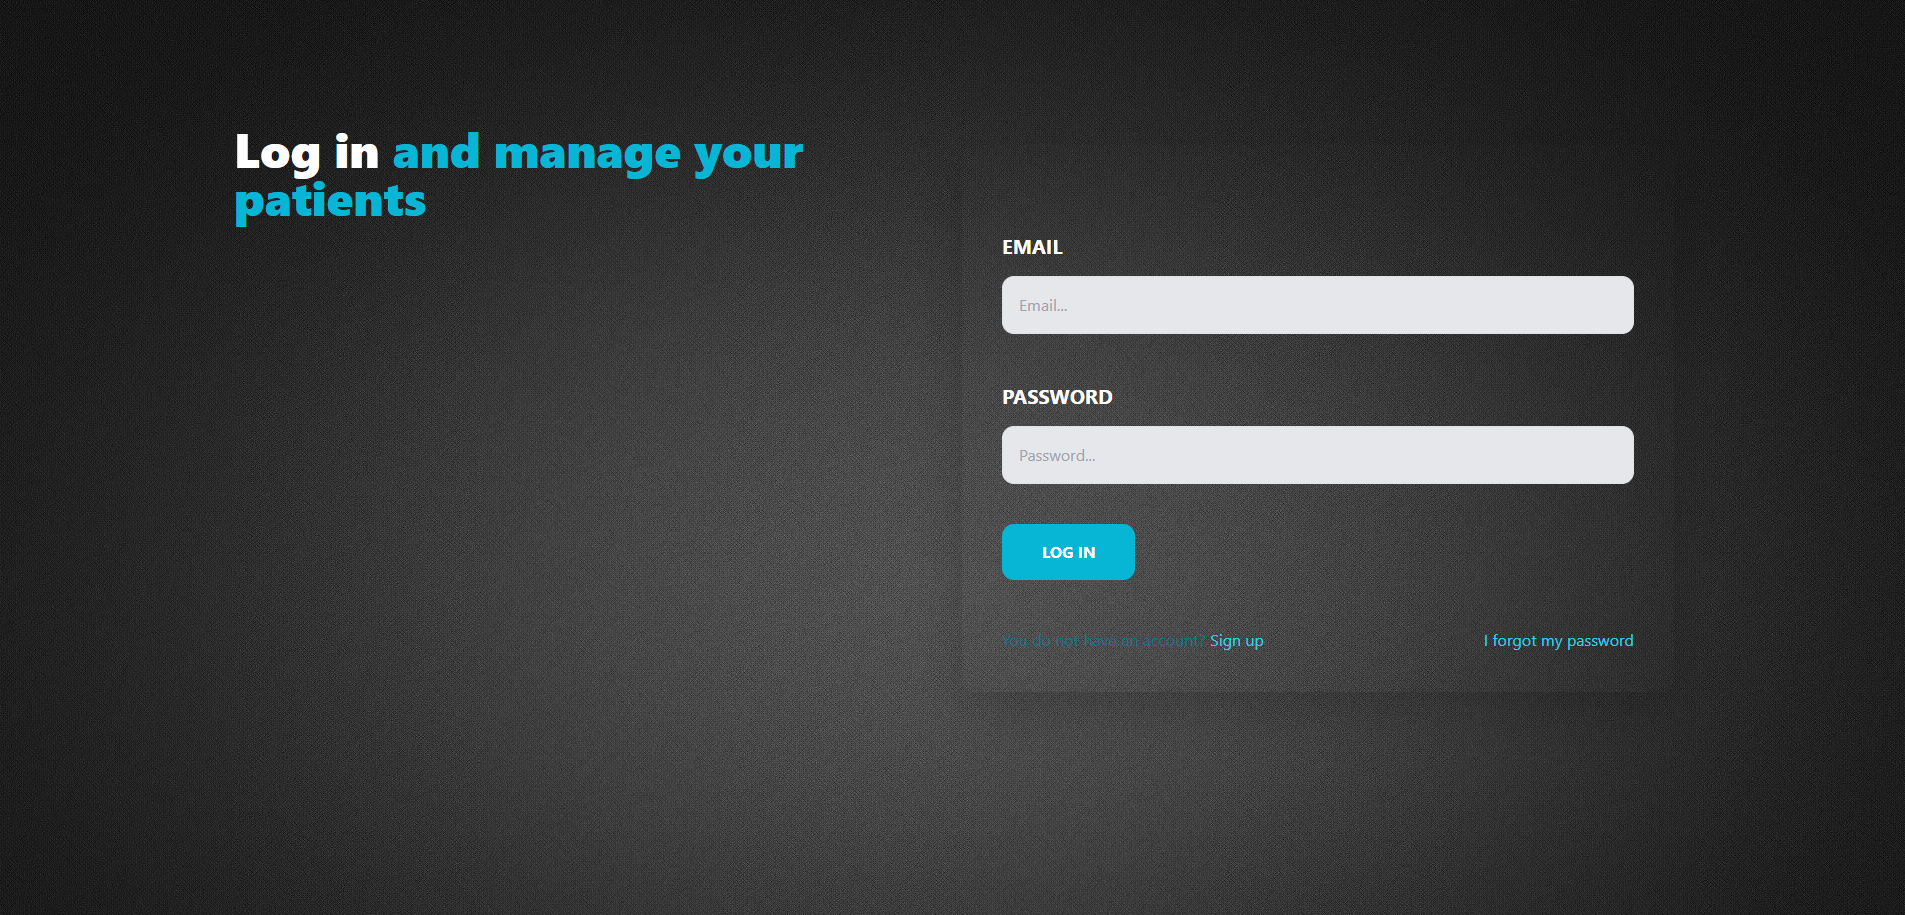 Log in and manage your
patients
EMAIL
Email...
PASSWORD
Password...
LOG IN
You do not have an account? Sign up
I forgot my password